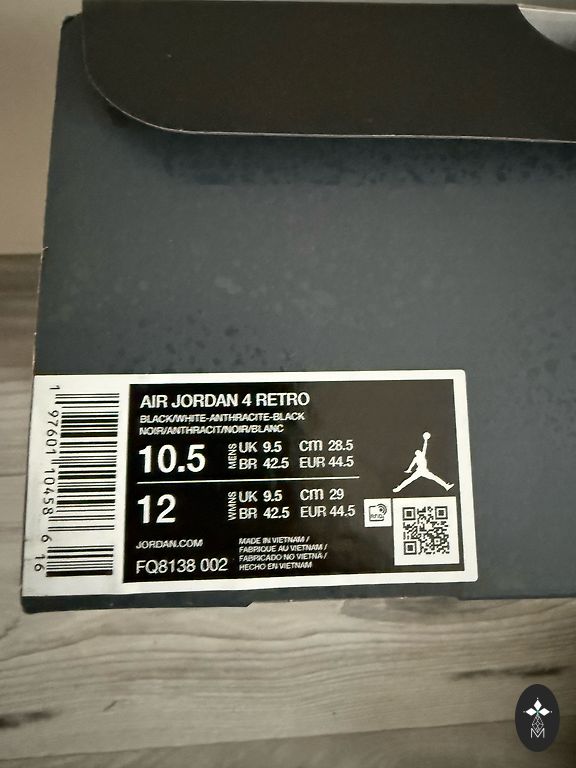 AIR JORDAN 4 RETRO
BLACK/WHITE-ANTHRACITE-BLACK
NOIR/ANTHRACIT/NOIR/BLANC
10.5 MENS UK 9.5 cm 28.5
BR 42.5 EUR 44.5
12 WMNS UK 9.5 cm 29
BR 42.5 EUR 44.5
JORDAN.COM
FQ8138 002
MADE IN VIETNAM /
FABRIQUE AU VIETNAM /
FABRICADO NO VIETNA /
HECHO EN VIETNAM
RFID
1 97601 10458 6 16
M